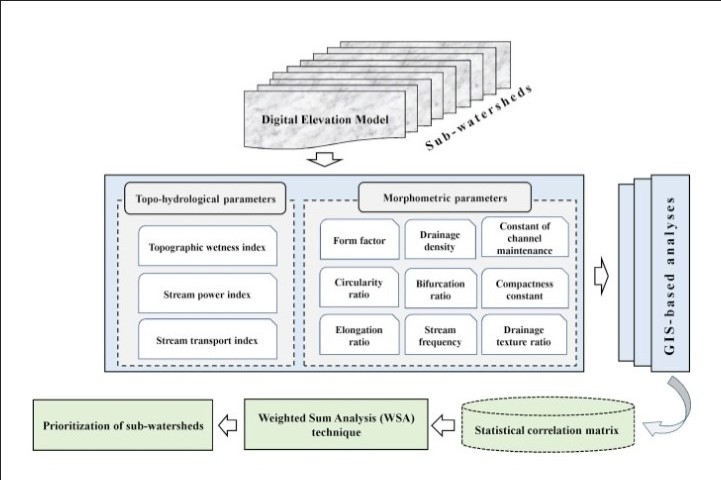 Digital Elevation Model
Sub-watersheds
Topo-hydrological parameters
Topographic wetness index
Stream power index
Stream transport index
Morphometric parameters
Form factor
Drainage
density
Constant of
channel
maintenance
Circularity
ratio
Bifurcation
ratio
Compactness
constant
Elongation
ratio
Stream
frequency
Drainage
texture ratio
GIS-based analyses
Statistical correlation matrix
Weighted Sum Analysis (WSA)
technique
Prioritization of sub-watersheds